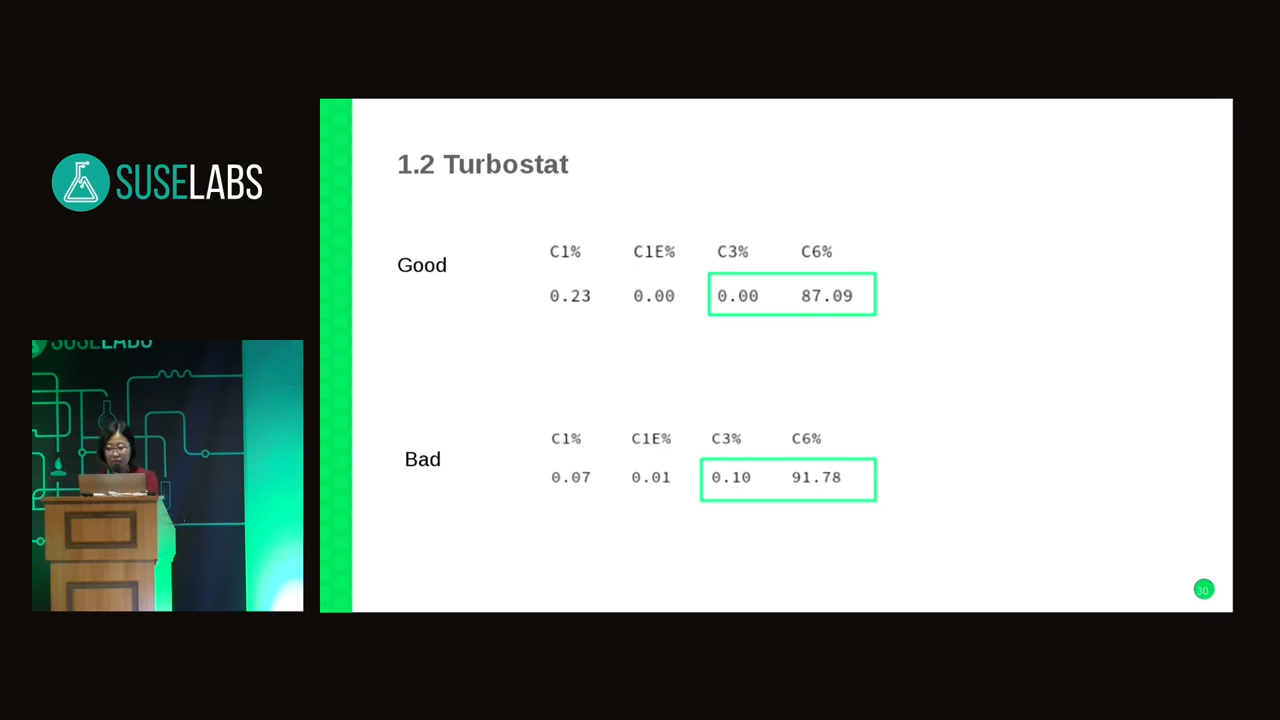 SUSELABS
1.2 Turbostat
Good
C1% C1E% C3% C6%
0.23 0.00 0.00 87.09
Bad
C1% C1E% C3% C6%
0.07 0.01 0.10 91.78
30
SUSELABS